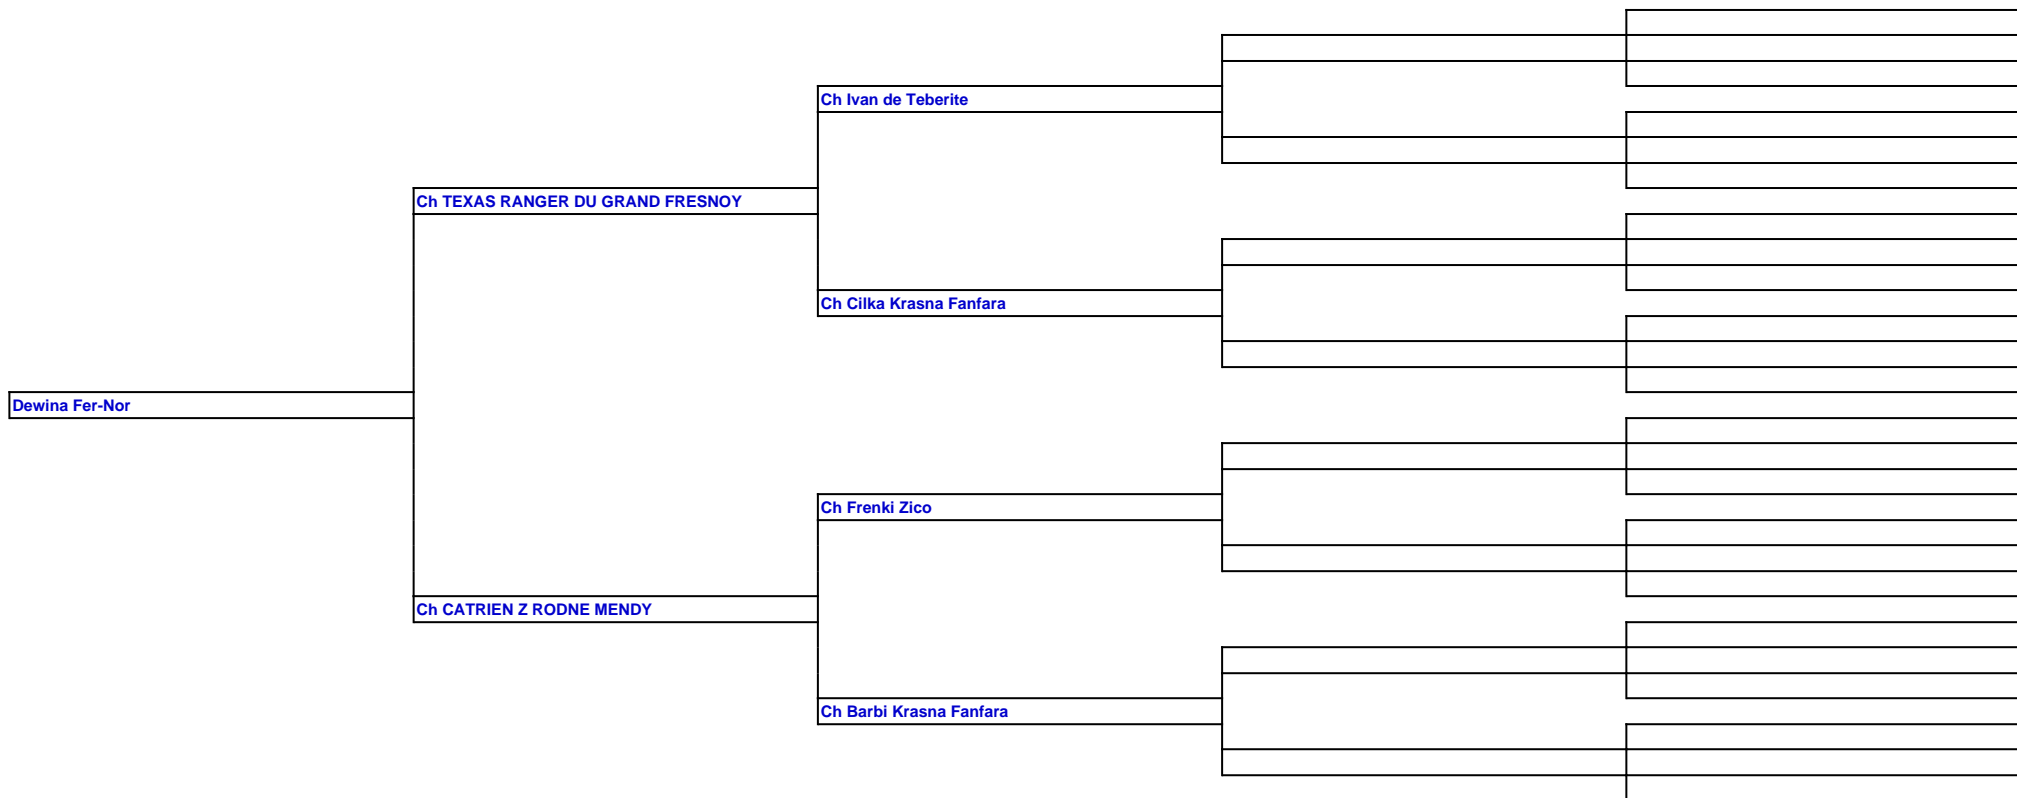 Ch Ivan de Teberite
Ch TEXAS RANGER DU GRAND FRESNOY
Ch Cilka Krasna Fanfara
Dewina Fer-Nor
Ch Frenki Zico
Ch CATRIEN Z RODNE MENDY
Ch Barbi Krasna Fanfara